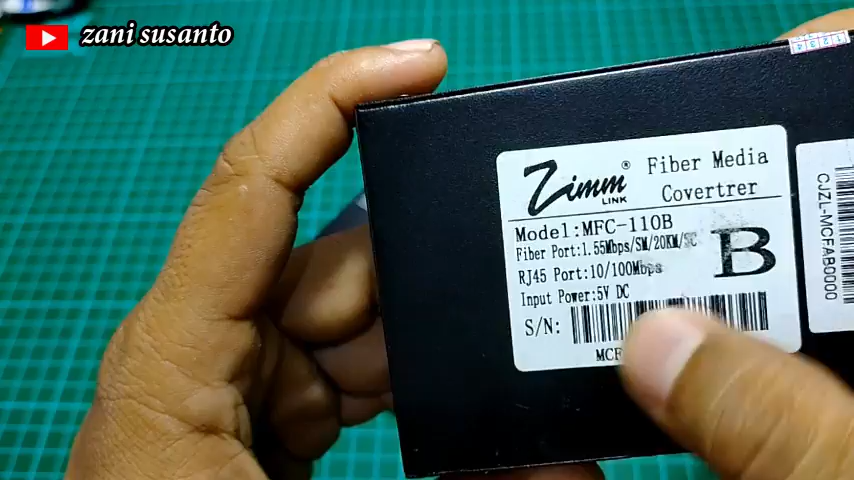 zani susanto
Zimm®
LINK
Fiber Media
Covertrer
Model:MFC-110B
Fiber Port:1.55Mbps/SM/20KM/SC
RJ45 Port:10/100Mbps
Input Power:5V DC
B
S/N:
CJZL-MCFAB0000